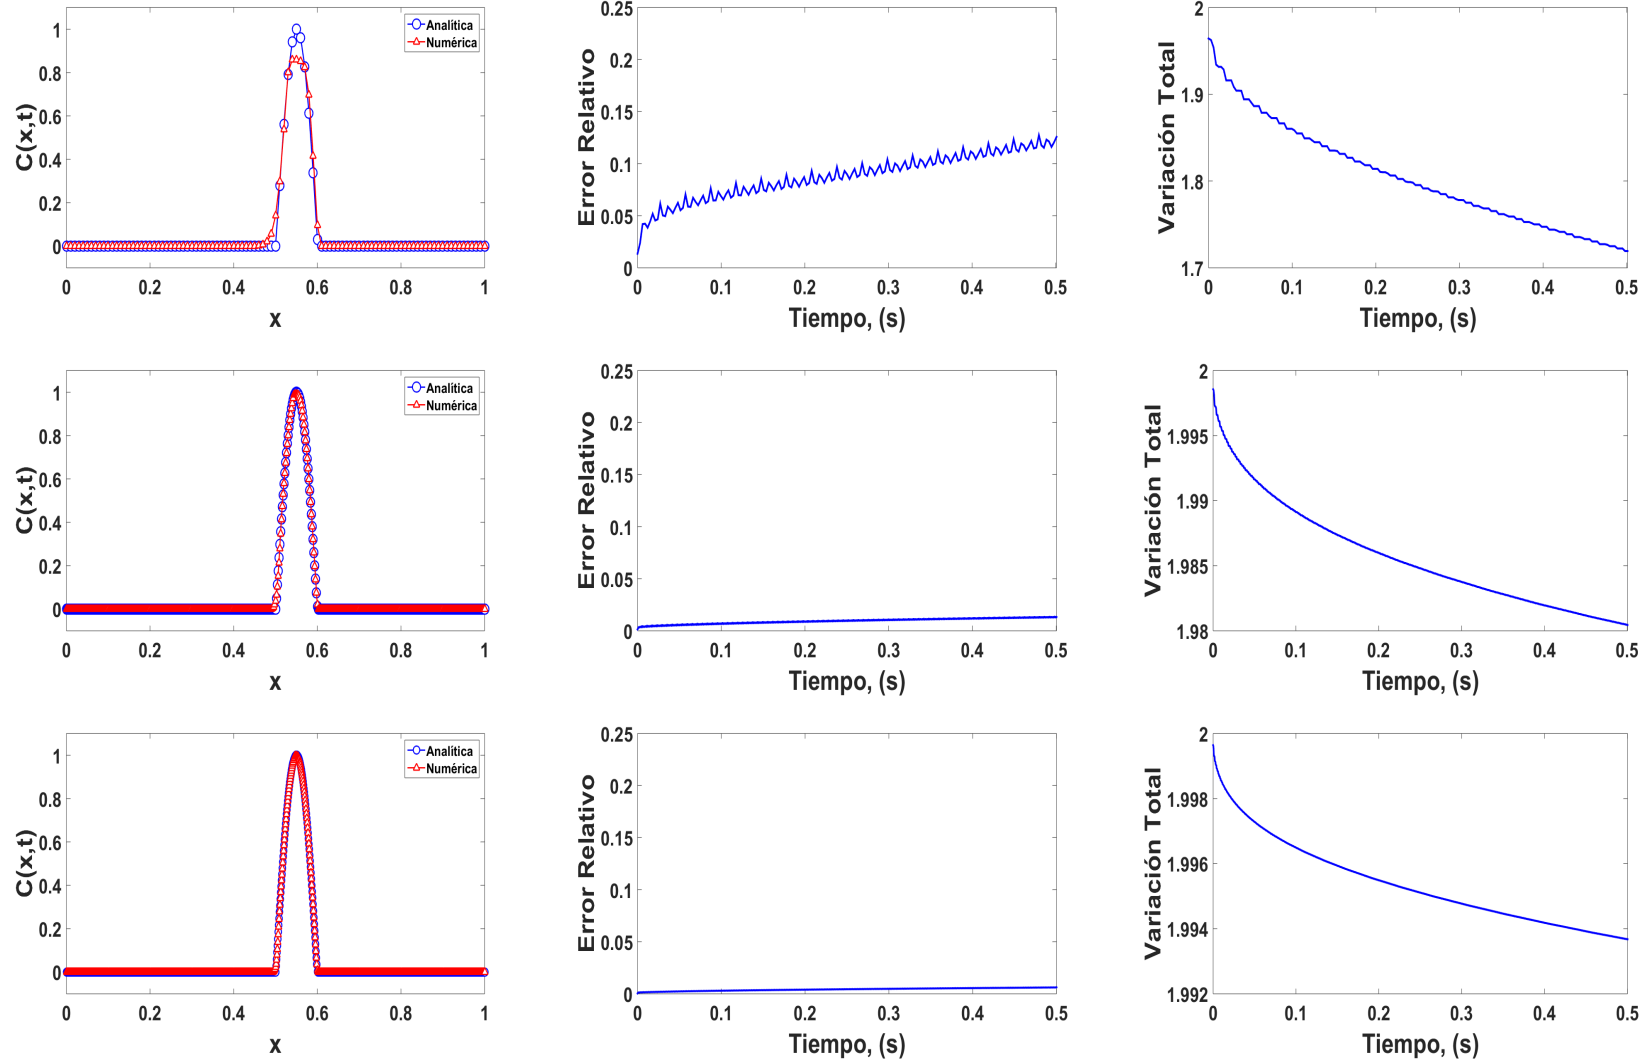 1
0.8
0.6
0.4
0.2
0
C(x,t)
Analítica
Numérica
0 0.2 0.4 0.6 0.8 1
x
0.25
0.2
0.15
0.1
0.05
0
Error Relativo
0 0.1 0.2 0.3 0.4 0.5
Tiempo, (s)
2
1.9
1.8
1.7
Variación Total
0 0.1 0.2 0.3 0.4 0.5
Tiempo, (s)
1
0.8
0.6
0.4
0.2
0
C(x,t)
Analítica
Numérica
0 0.2 0.4 0.6 0.8 1
x
0.25
0.2
0.15
0.1
0.05
0
Error Relativo
0 0.1 0.2 0.3 0.4 0.5
Tiempo, (s)
2
1.995
1.99
1.985
1.98
Variación Total
0 0.1 0.2 0.3 0.4 0.5
Tiempo, (s)
1
0.8
0.6
0.4
0.2
0
C(x,t)
Analítica
Numérica
0 0.2 0.4 0.6 0.8 1
x
0.25
0.2
0.15
0.1
0.05
0
Error Relativo
0 0.1 0.2 0.3 0.4 0.5
Tiempo, (s)
2
1.998
1.996
1.994
1.992
Variación Total
0 0.1 0.2 0.3 0.4 0.5
Tiempo, (s)